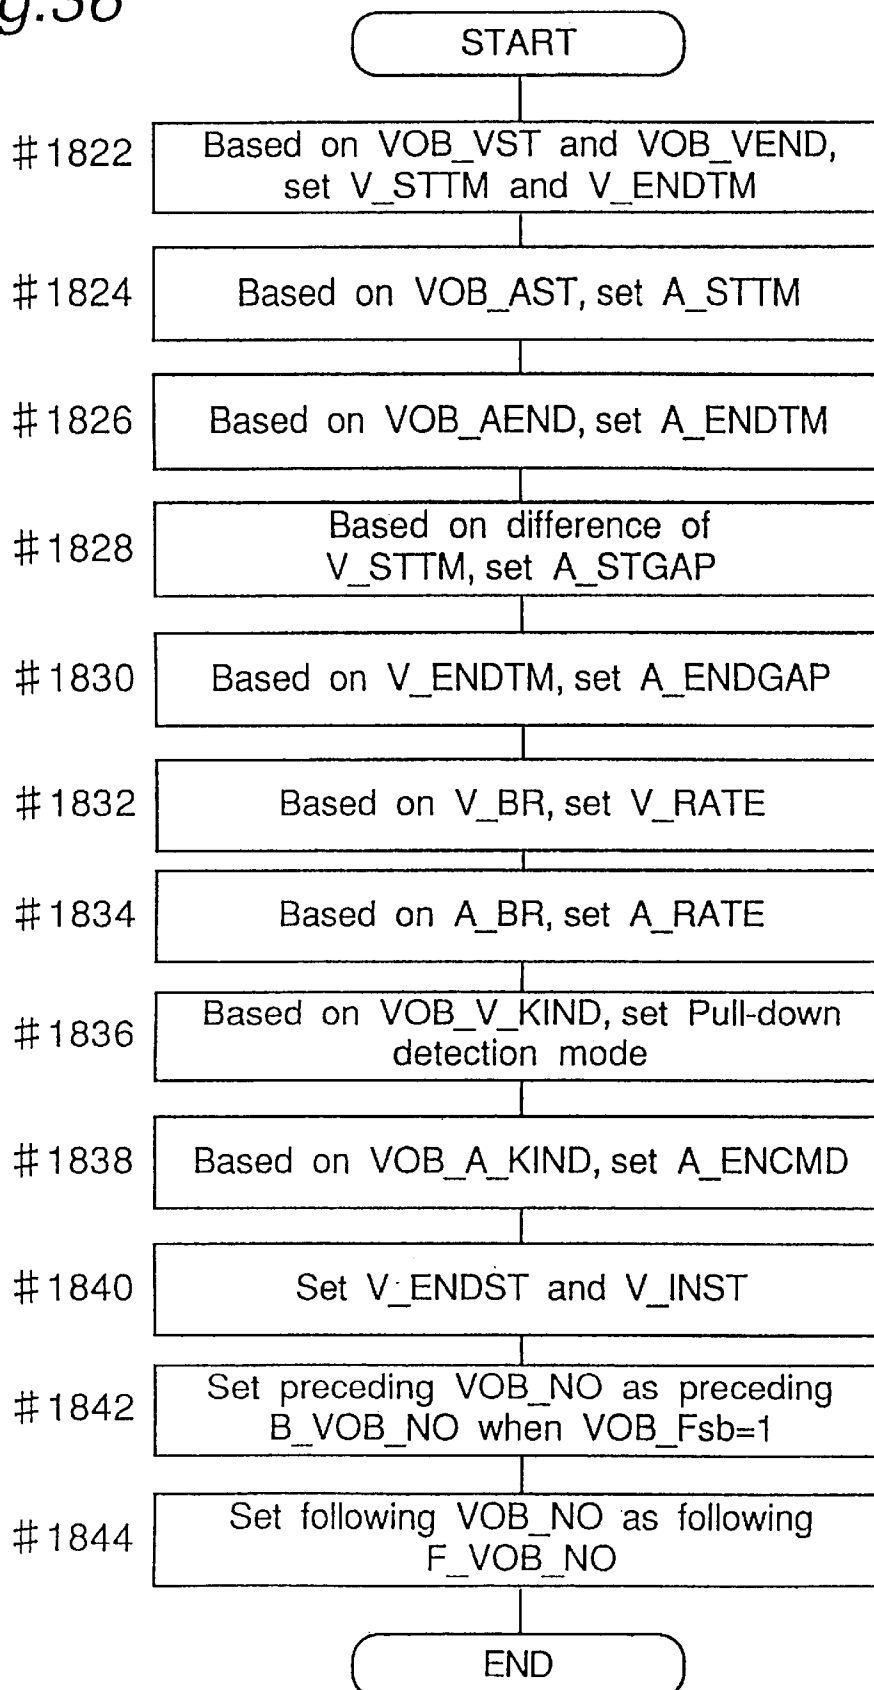 g.36
START
#1822
Based on VOB_VST and VOB_VEND,
set V_STTM and V_ENDTM
#1824
Based on VOB_AST, set A_STTM
#1826
Based on VOB_AEND, set A_ENDTM
#1828
Based on difference of
V_STTM, set A_STGAP
#1830
Based on V_ENDTM, set A_ENDGAP
#1832
Based on V_BR, set V_RATE
#1834
Based on A_BR, set A_RATE
#1836
Based on VOB_V_KIND, set Pull-down
detection mode
#1838
Based on VOB_A_KIND, set A_ENCMD
#1840
Set V_ENDST and V_INST
#1842
Set preceding VOB_NO as preceding
B_VOB_NO when VOB_Fsb=1
#1844
Set following VOB_NO as following
F_VOB_NO
END